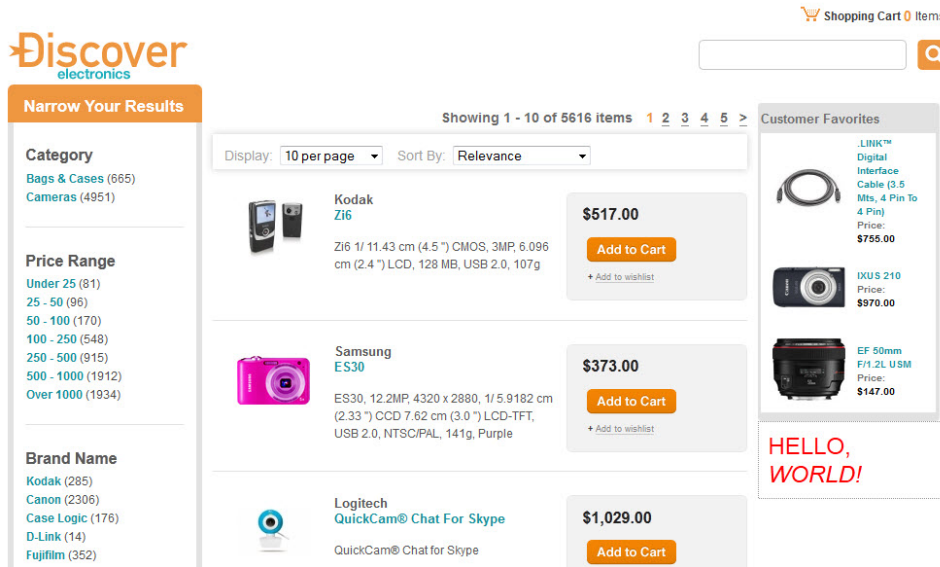 Shopping Cart 0 Items
Discover
electronics
Narrow Your Results
Category
Bags & Cases (665)
Cameras (4951)
Price Range
Under 25 (81)
25 - 50 (96)
50 - 100 (170)
100 - 250 (548)
250 - 500 (915)
500 - 1000 (1912)
Over 1000 (1934)
Brand Name
Kodak (285)
Canon (2306)
Case Logic (176)
D-Link (14)
Fujifilm (352)
Showing 1 - 10 of 5616 items 1 2 3 4 5 >
Display: 10 per page Sort By: Relevance
Kodak
Zi6
Zi6 1/ 11.43 cm (4.5 ") CMOS, 3MP, 6.096
cm (2.4 ") LCD, 128 MB, USB 2.0, 107g
$517.00
Add to Cart
+ Add to wishlist
Samsung
ES30
ES30, 12.2MP, 4320 x 2880, 1/ 5.9182 cm
(2.33 ") CCD 7.62 cm (3.0 ") LCD-TFT,
USB 2.0, NTSC/PAL, 141g, Purple
$373.00
Add to Cart
+ Add to wishlist
Logitech
QuickCam® Chat For Skype
QuickCam® Chat for Skype
$1,029.00
Add to Cart
Customer Favorites
.LINK™
Digital
Interface
Cable (3.5
Mts, 4 Pin To
4 Pin)
Price:
$755.00
IXUS 210
Price:
$970.00
EF 50mm
F/1.2L USM
Price:
$147.00
HELLO,
WORLD!